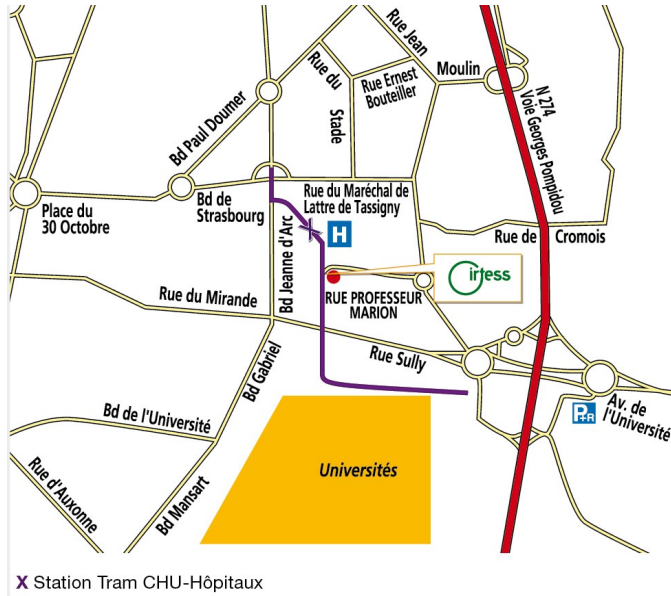 Rue Jean
Moulin
Rue du
Stade
Rue Ernest
Bouteiller
N 274
Voie Georges Pompidou
Bd Paul Doumer
Place du
30 Octobre
Bd de
Strasbourg
Rue du Maréchal de
Lattre de Tassigny
H
Rue de Cromois
Bd Jeanne d'Arc
irtess
RUE PROFESSEUR
MARION
Rue du Mirande
Rue Sully
Bd Gabriel
P+R
Av. de
l'Université
Bd de l'Université
Rue d'Auxonne
Bd Mansart
Universités
X Station Tram CHU-Hôpitaux